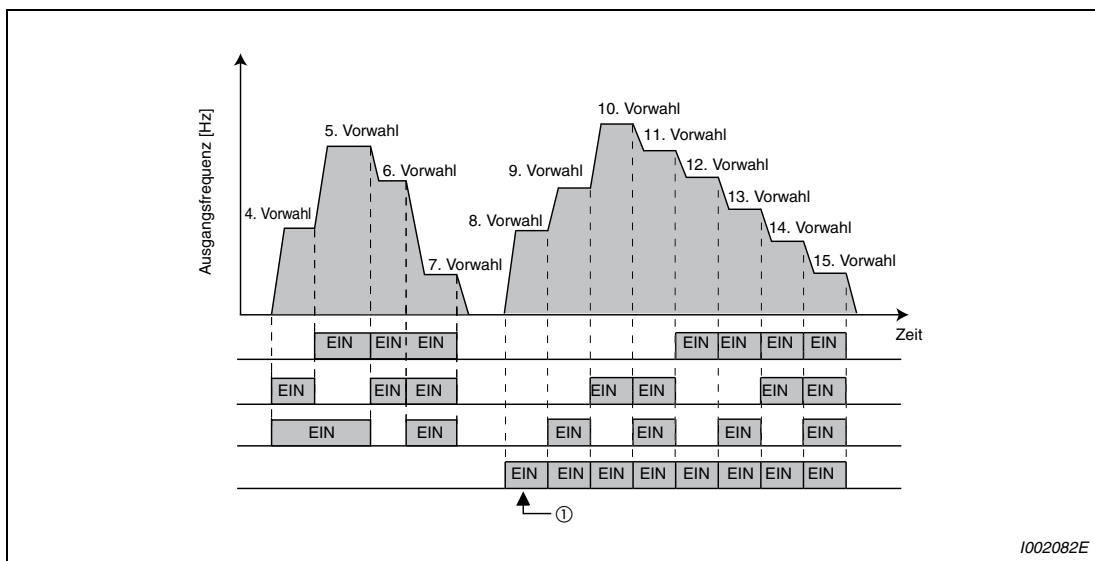 Ausgangsfrequenz [Hz]
4. Vorwahl
5. Vorwahl
6. Vorwahl
7. Vorwahl
8. Vorwahl
9. Vorwahl
10. Vorwahl
11. Vorwahl
12. Vorwahl
13. Vorwahl
14. Vorwahl
15. Vorwahl
Zeit
EIN EIN EIN EIN EIN EIN EIN
EIN EIN EIN EIN EIN EIN EIN
EIN EIN EIN EIN EIN EIN
EIN EIN EIN EIN EIN EIN EIN EIN
①
I002082E